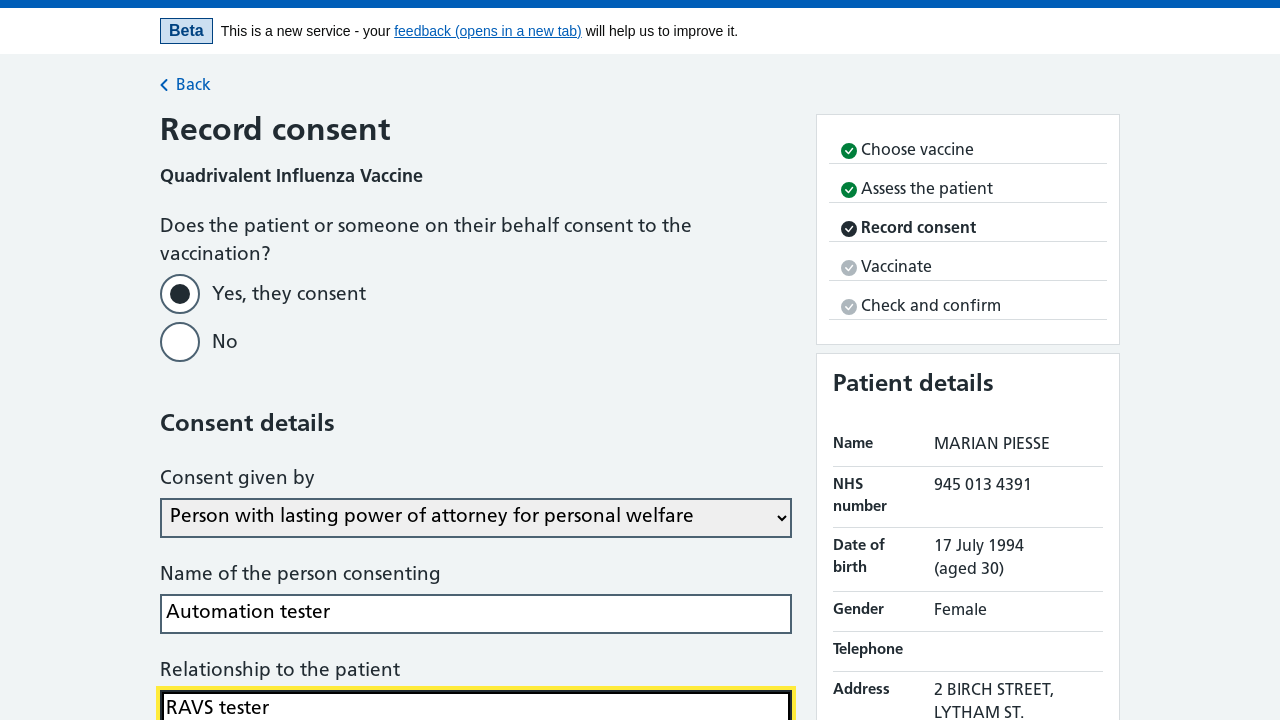 Beta This is a new service - your feedback (opens in a new tab) will help us to improve it.
Back
Record consent
Quadrivalent Influenza Vaccine
Does the patient or someone on their behalf consent to the
vaccination?
Yes, they consent
No
Consent details
Consent given by
Person with lasting power of attorney for personal welfare
Name of the person consenting
Automation tester
Relationship to the patient
RAVS tester
Choose vaccine
Assess the patient
Record consent
Vaccinate
Check and confirm
Patient details
Name MARIAN PIESSE
NHS 945 013 4391
number
Date of 17 July 1994
birth (aged 30)
Gender Female
Telephone
Address 2 BIRCH STREET,
LYTHAM ST.